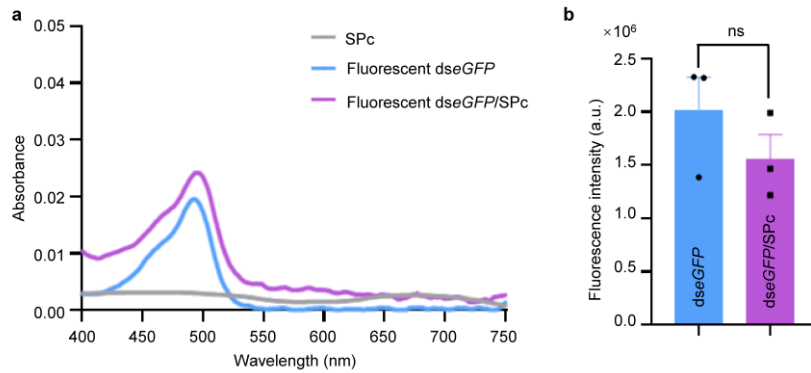 a
0.05
0.04
0.03
0.02
0.01
0.00
Absorbance
400 450 500 550 600 650 700 750
Wavelength (nm)
SPc
Fluorescent dseGFP
Fluorescent dseGFP/SPc
b
×10⁶
2.5
2.0
1.5
1.0
0.5
0.0
Fluorescence intensity (a.u.)
ns
dseGFP
dseGFP/SPc